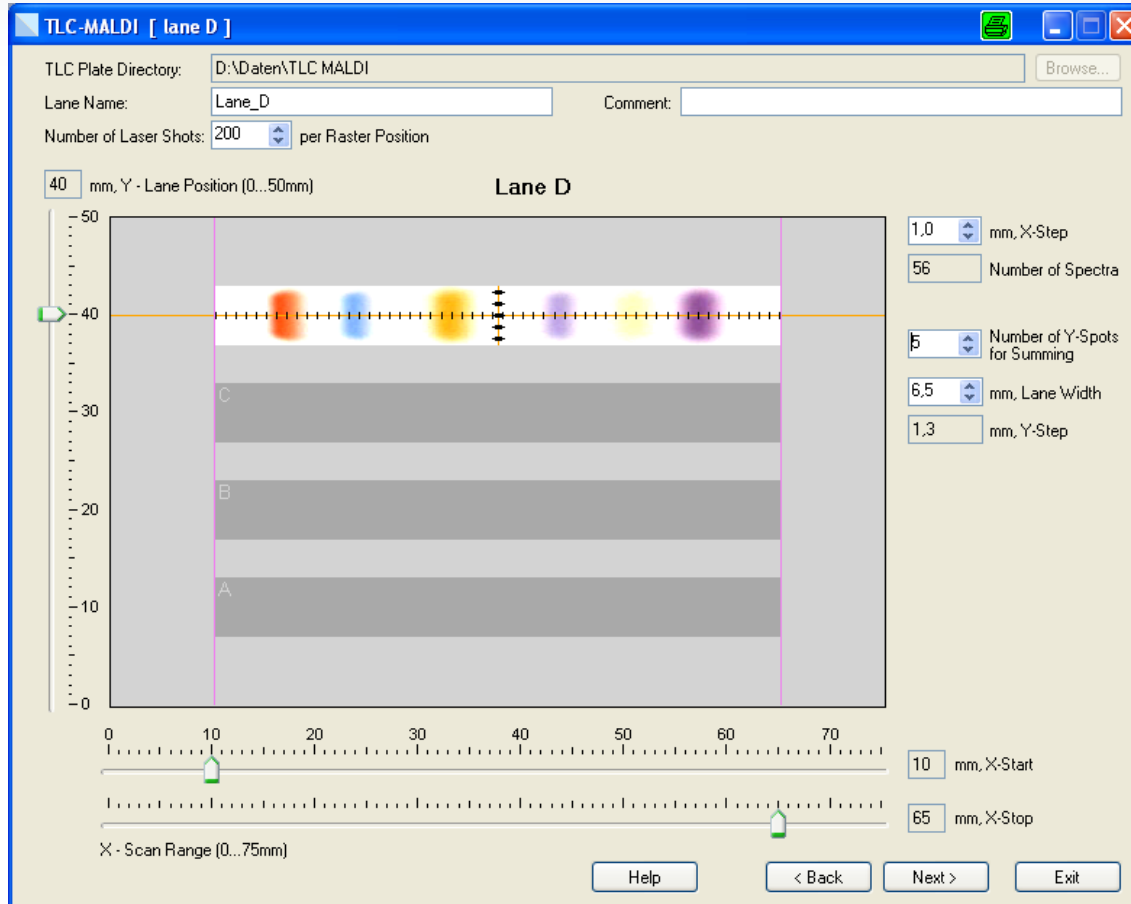 TLC-MALDI [ lane D ]
TLC Plate Directory: D:\Daten\TLC MALDI Browse...
Lane Name: Lane_D Comment:
Number of Laser Shots: 200 per Raster Position
40 mm, Y - Lane Position (0...50mm)
Lane D
50
40
30
20
10
0
C
B
A
1,0 mm, X-Step
56 Number of Spectra
5 Number of Y-Spots
for Summing
6,5 mm, Lane Width
1,3 mm, Y-Step
0 10 20 30 40 50 60 70
10 mm, X-Start
65 mm, X-Stop
X - Scan Range (0...75mm)
Help < Back Next > Exit